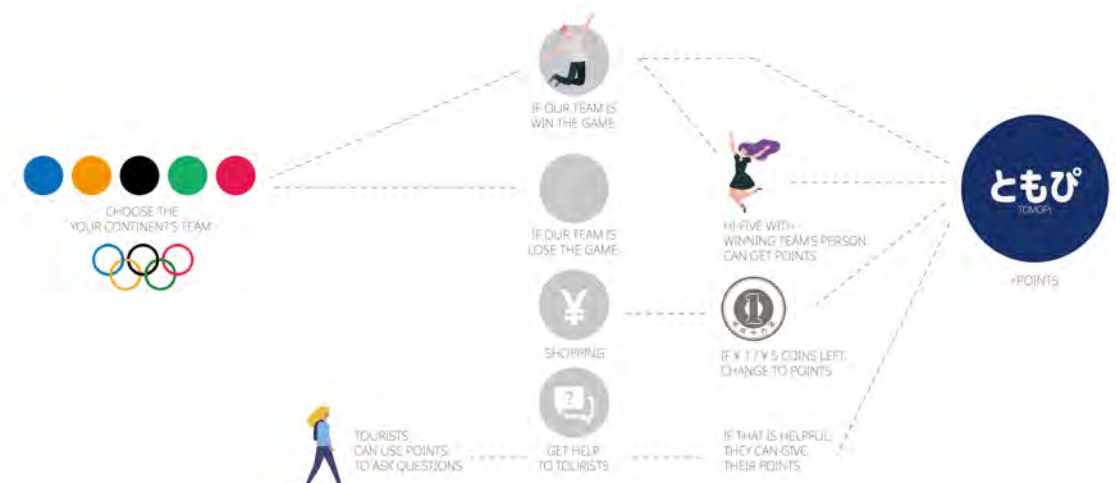 IF OUR TEAM IS
WIN THE GAME
CHOOSE THE
YOUR CONTINENT'S TEAM
IF OUR TEAM IS
LOSE THE GAME
HI-FIVE WITH
WINNING TEAM'S PERSON
CAN GET POINTS
ともぴ
TOMOPI
+POINTS
¥
SHOPPING
1
IF ¥ 1 / ¥ 5 COINS LEFT,
CHANGE TO POINTS
?
TOURISTS
CAN USE POINTS
TO ASK QUESTIONS
GET HELP
TO TOURISTS
IF THAT IS HELPFUL,
THEY CAN GIVE
THEIR POINTS